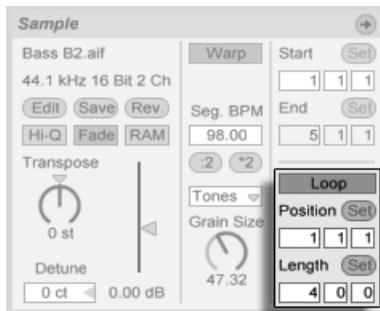 Sample
Bass B2.aif
44.1 kHz 16 Bit 2 Ch
Edit Save Rev.
Hi-Q Fade RAM
Transpose
0 st
Detune
0 ct 0.00 dB
Warp
Seg. BPM
98.00
:2 *2
Tones
Grain Size
47.32
Start Set
1 1 1
End Set
5 1 1
Loop
Position Set
1 1 1
Length Set
4 0 0